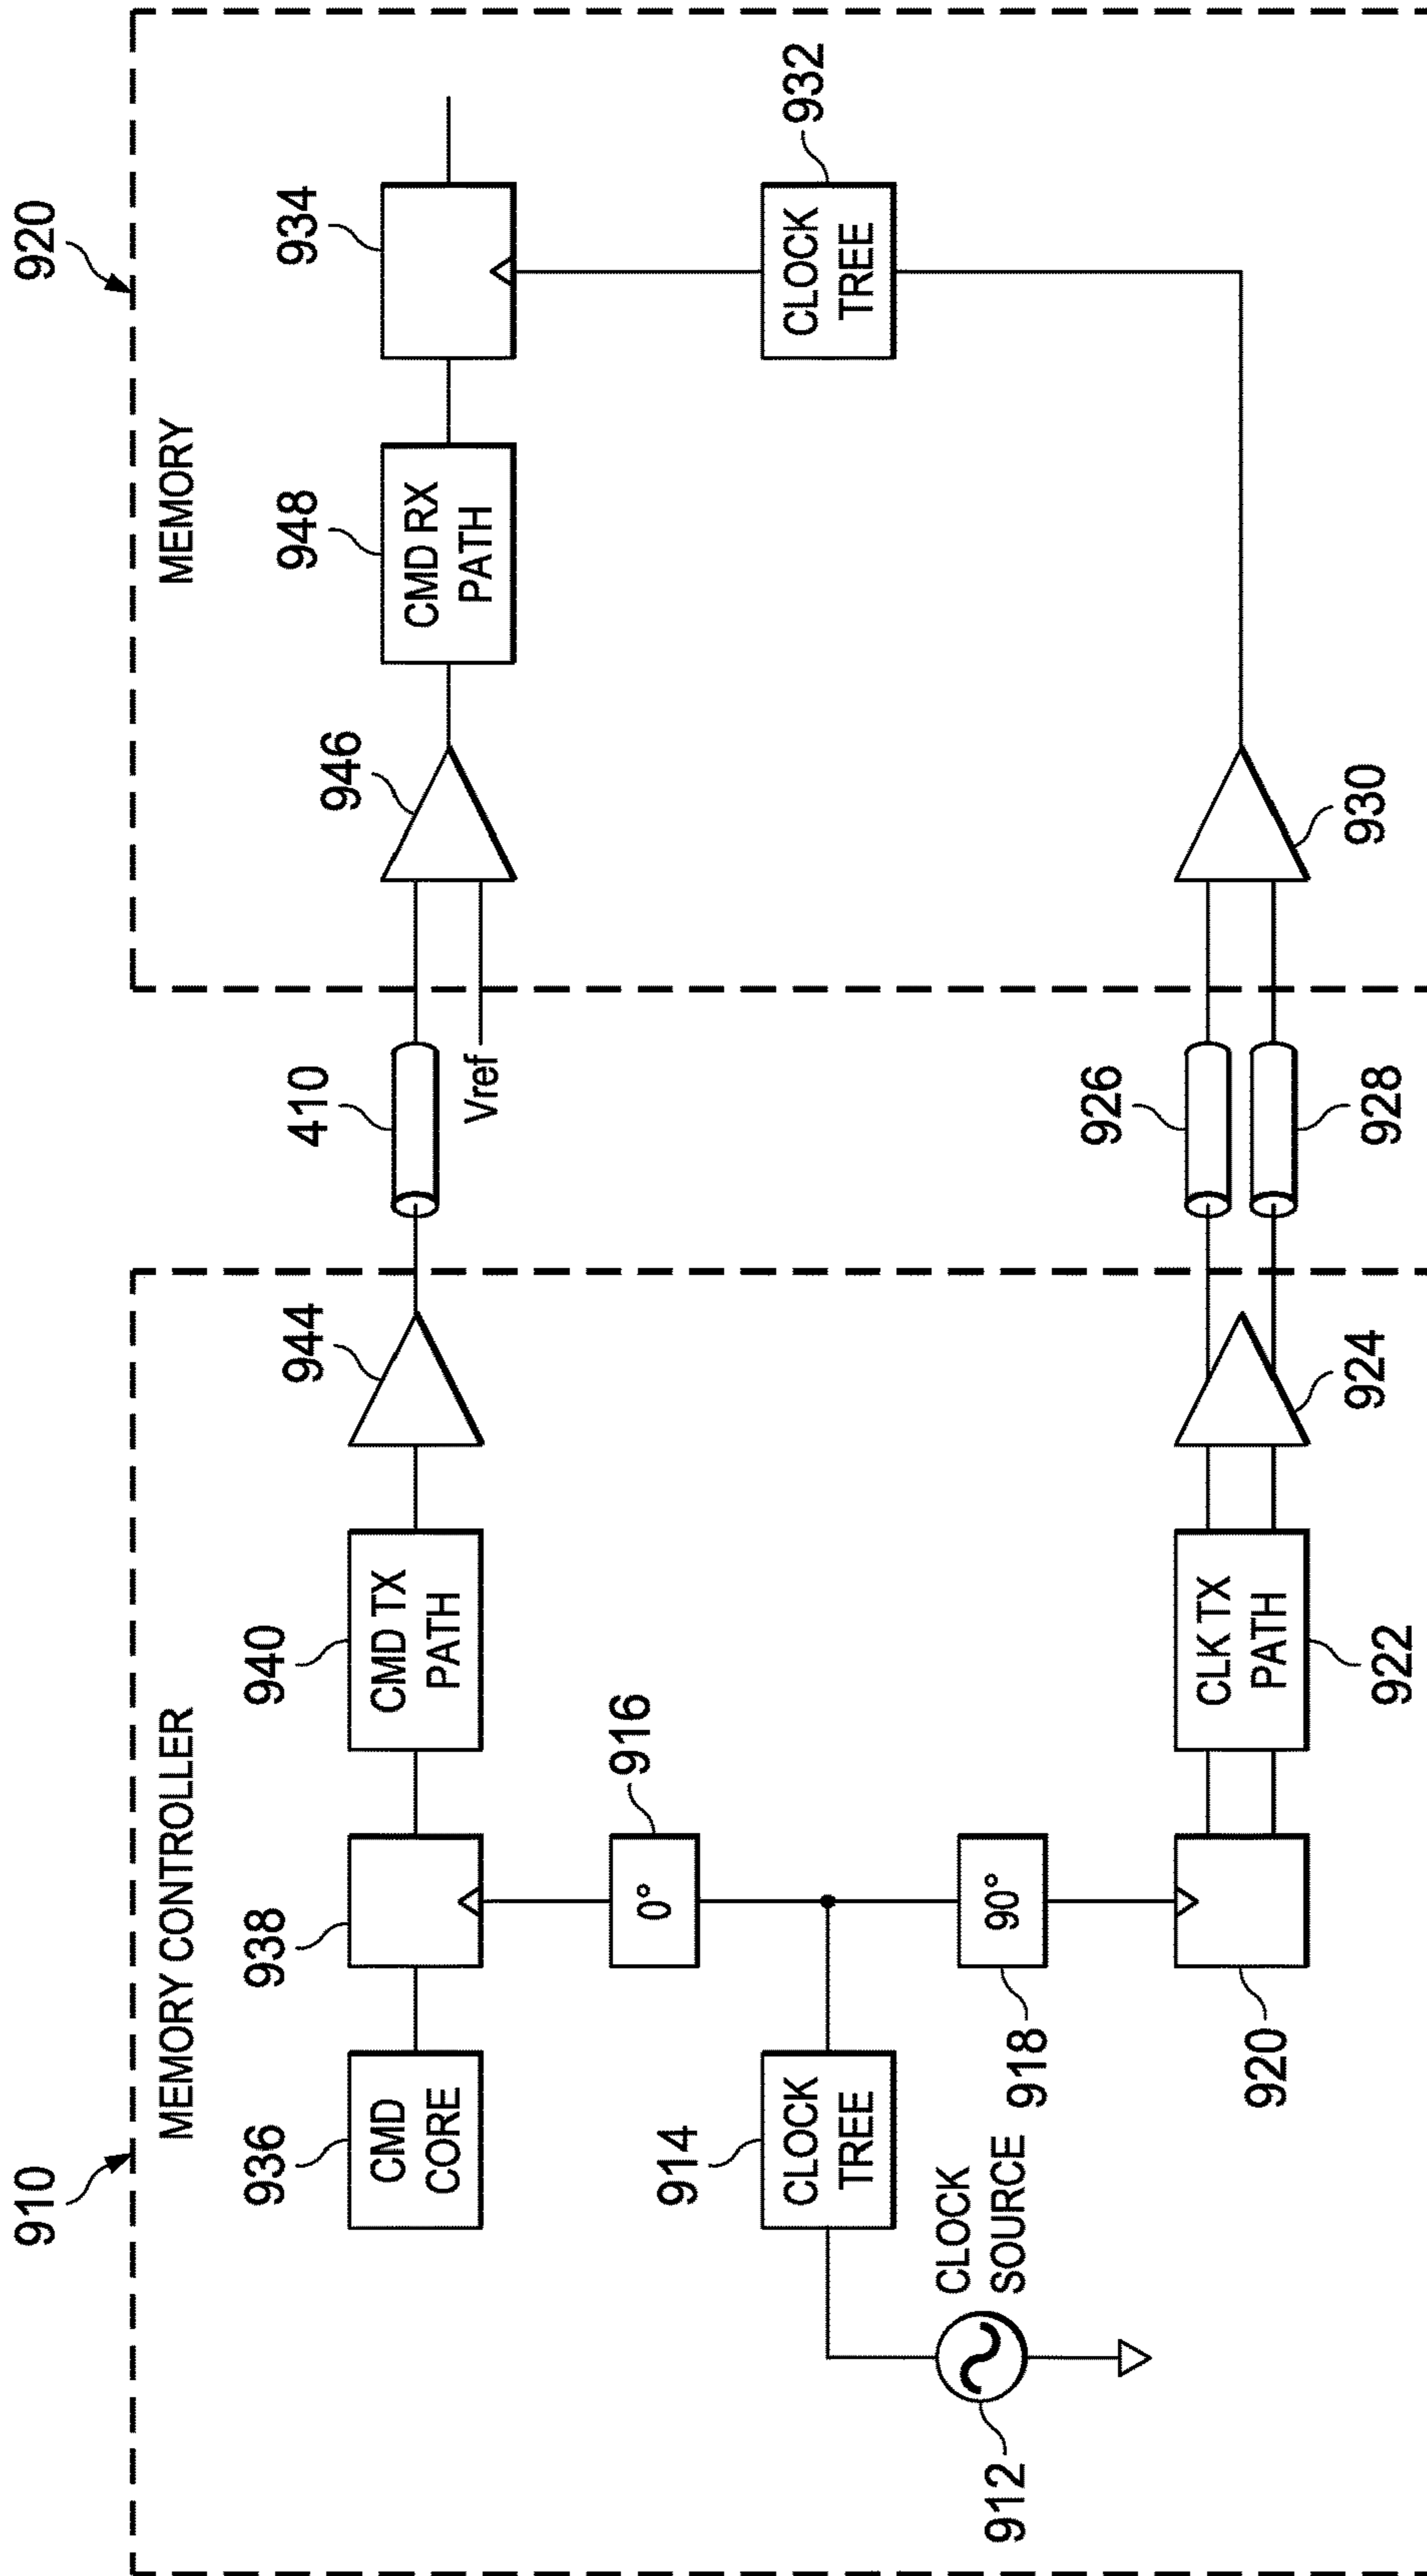 910
920
MEMORY CONTROLLER
MEMORY
936
938
940
944
410
946
948
934
CMD
CORE
CMD TX
PATH
Vref
CMD RX
PATH
916
0°
914
CLOCK
TREE
CLOCK
TREE
932
CLOCK
SOURCE
918
90°
912
926
920
CLK TX
PATH
922
924
928
930